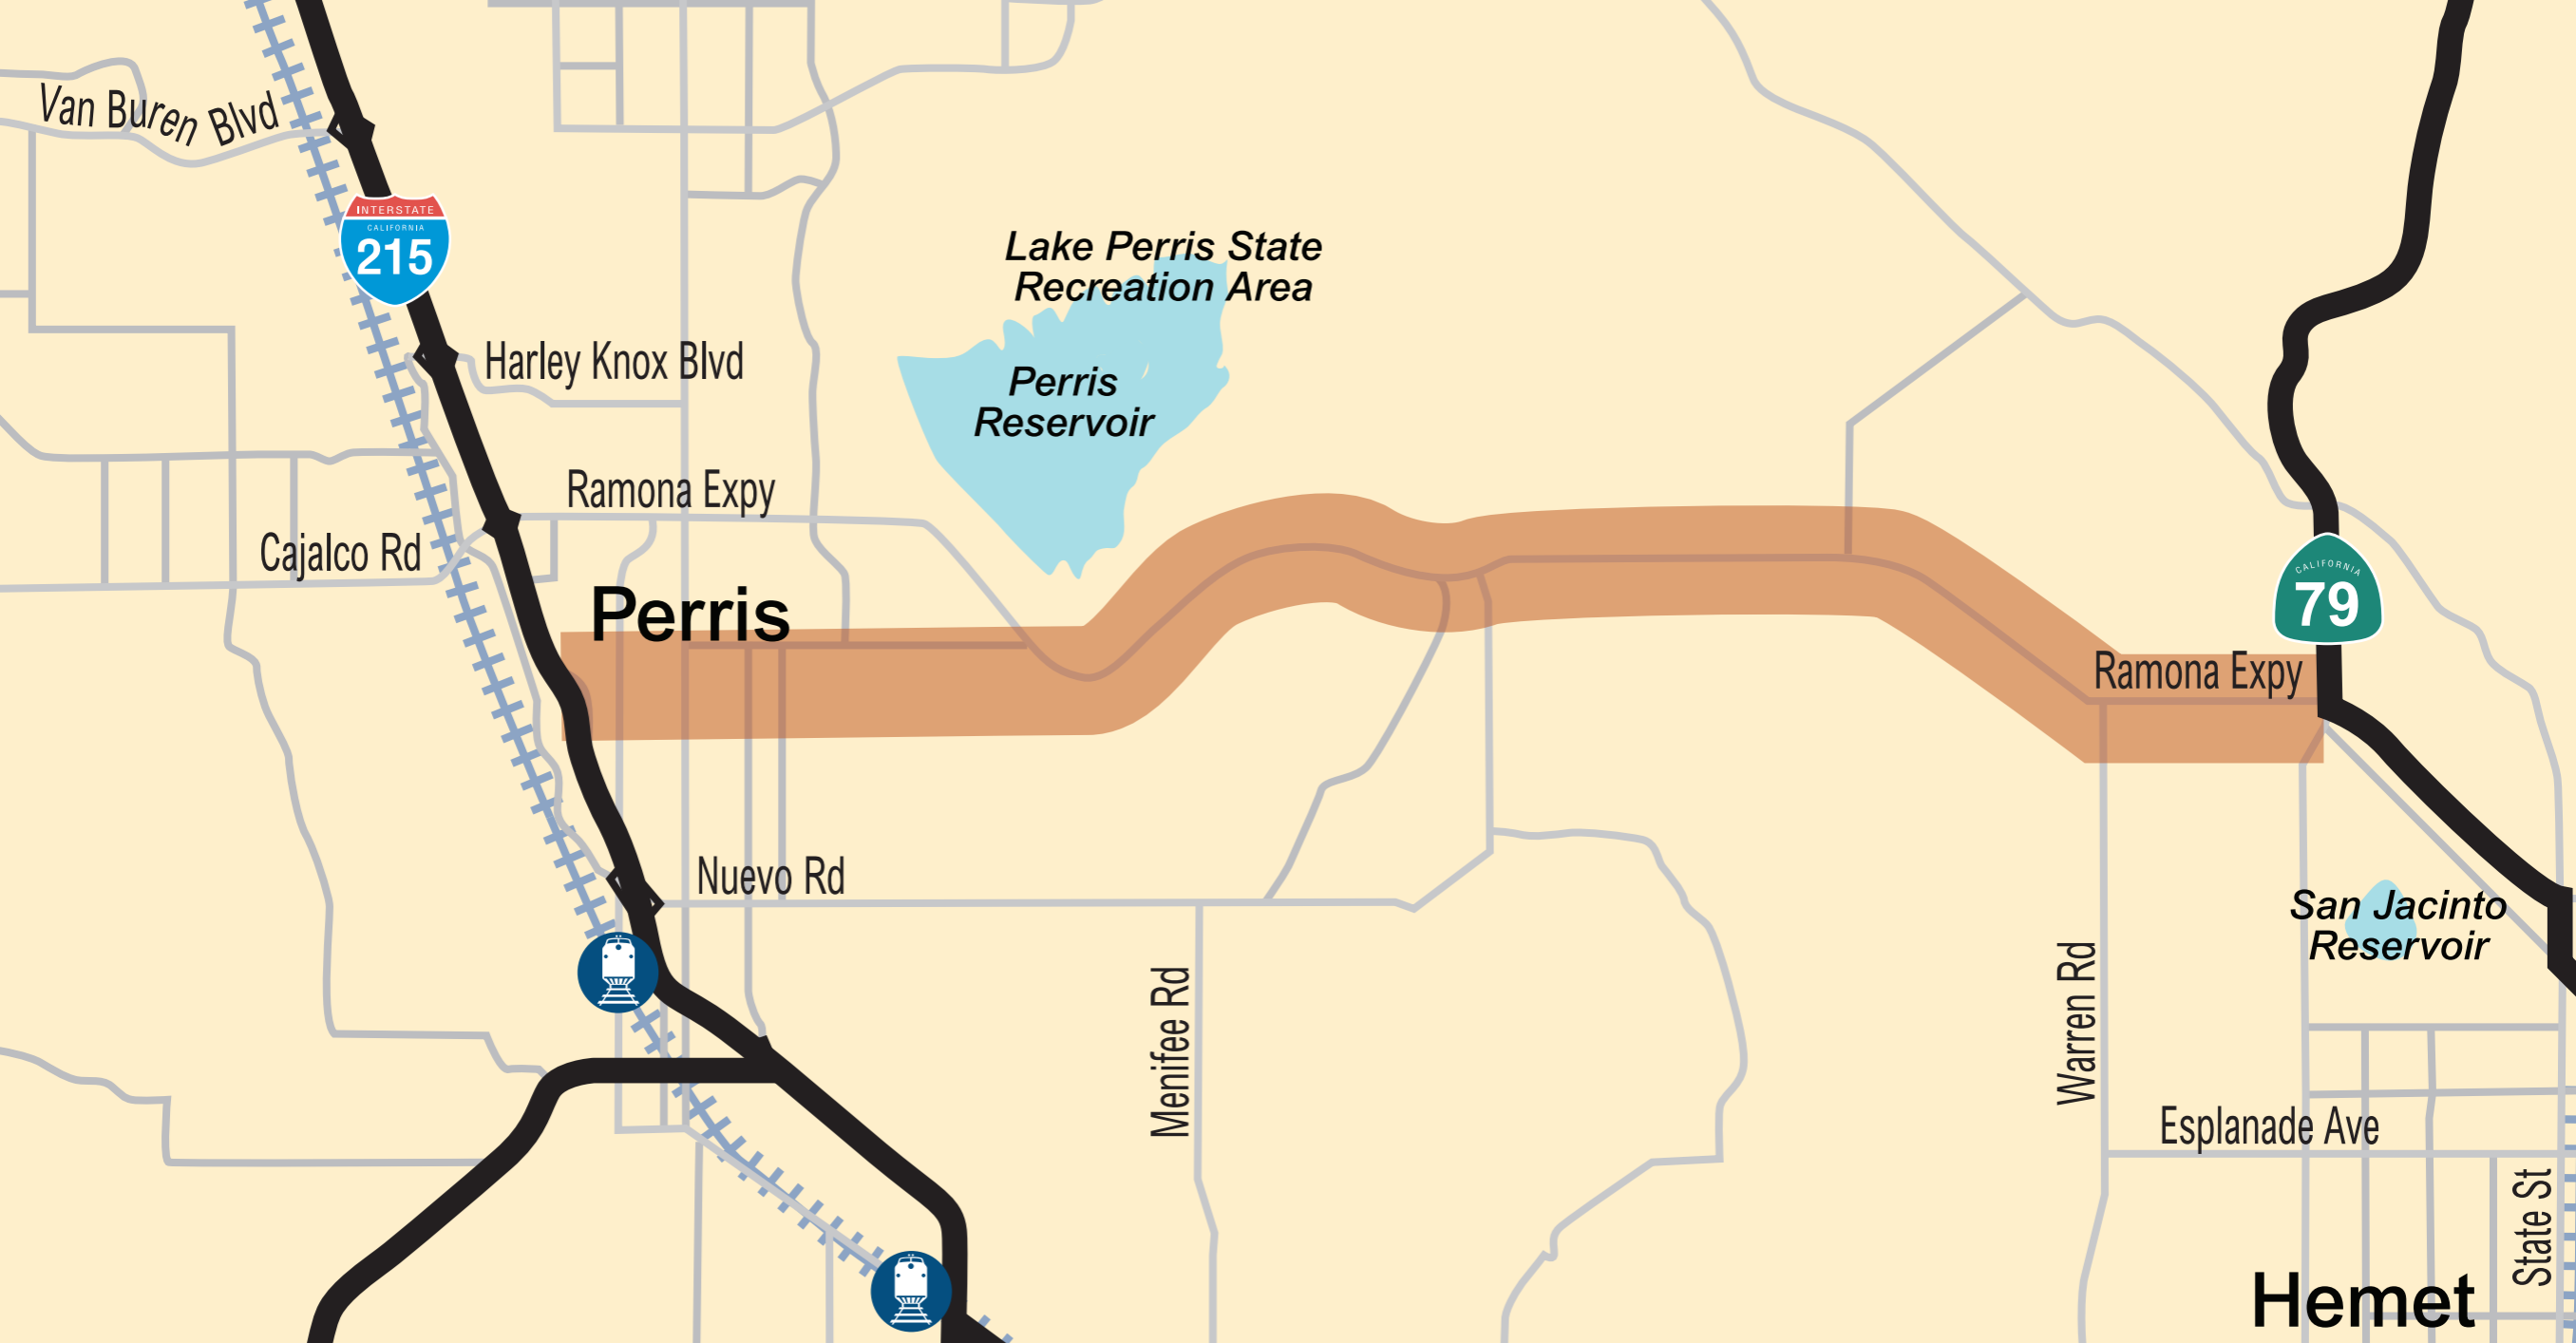 Van Buren Blvd
INTERSTATE
CALIFORNIA
215
Lake Perris State
Recreation Area
Harley Knox Blvd
Perris
Reservoir
Ramona Expy
Cajalco Rd
Perris
CALIFORNIA
79
Ramona Expy
Nuevo Rd
San Jacinto
Reservoir
Menifee Rd
Warren Rd
Esplanade Ave
State St
Hemet